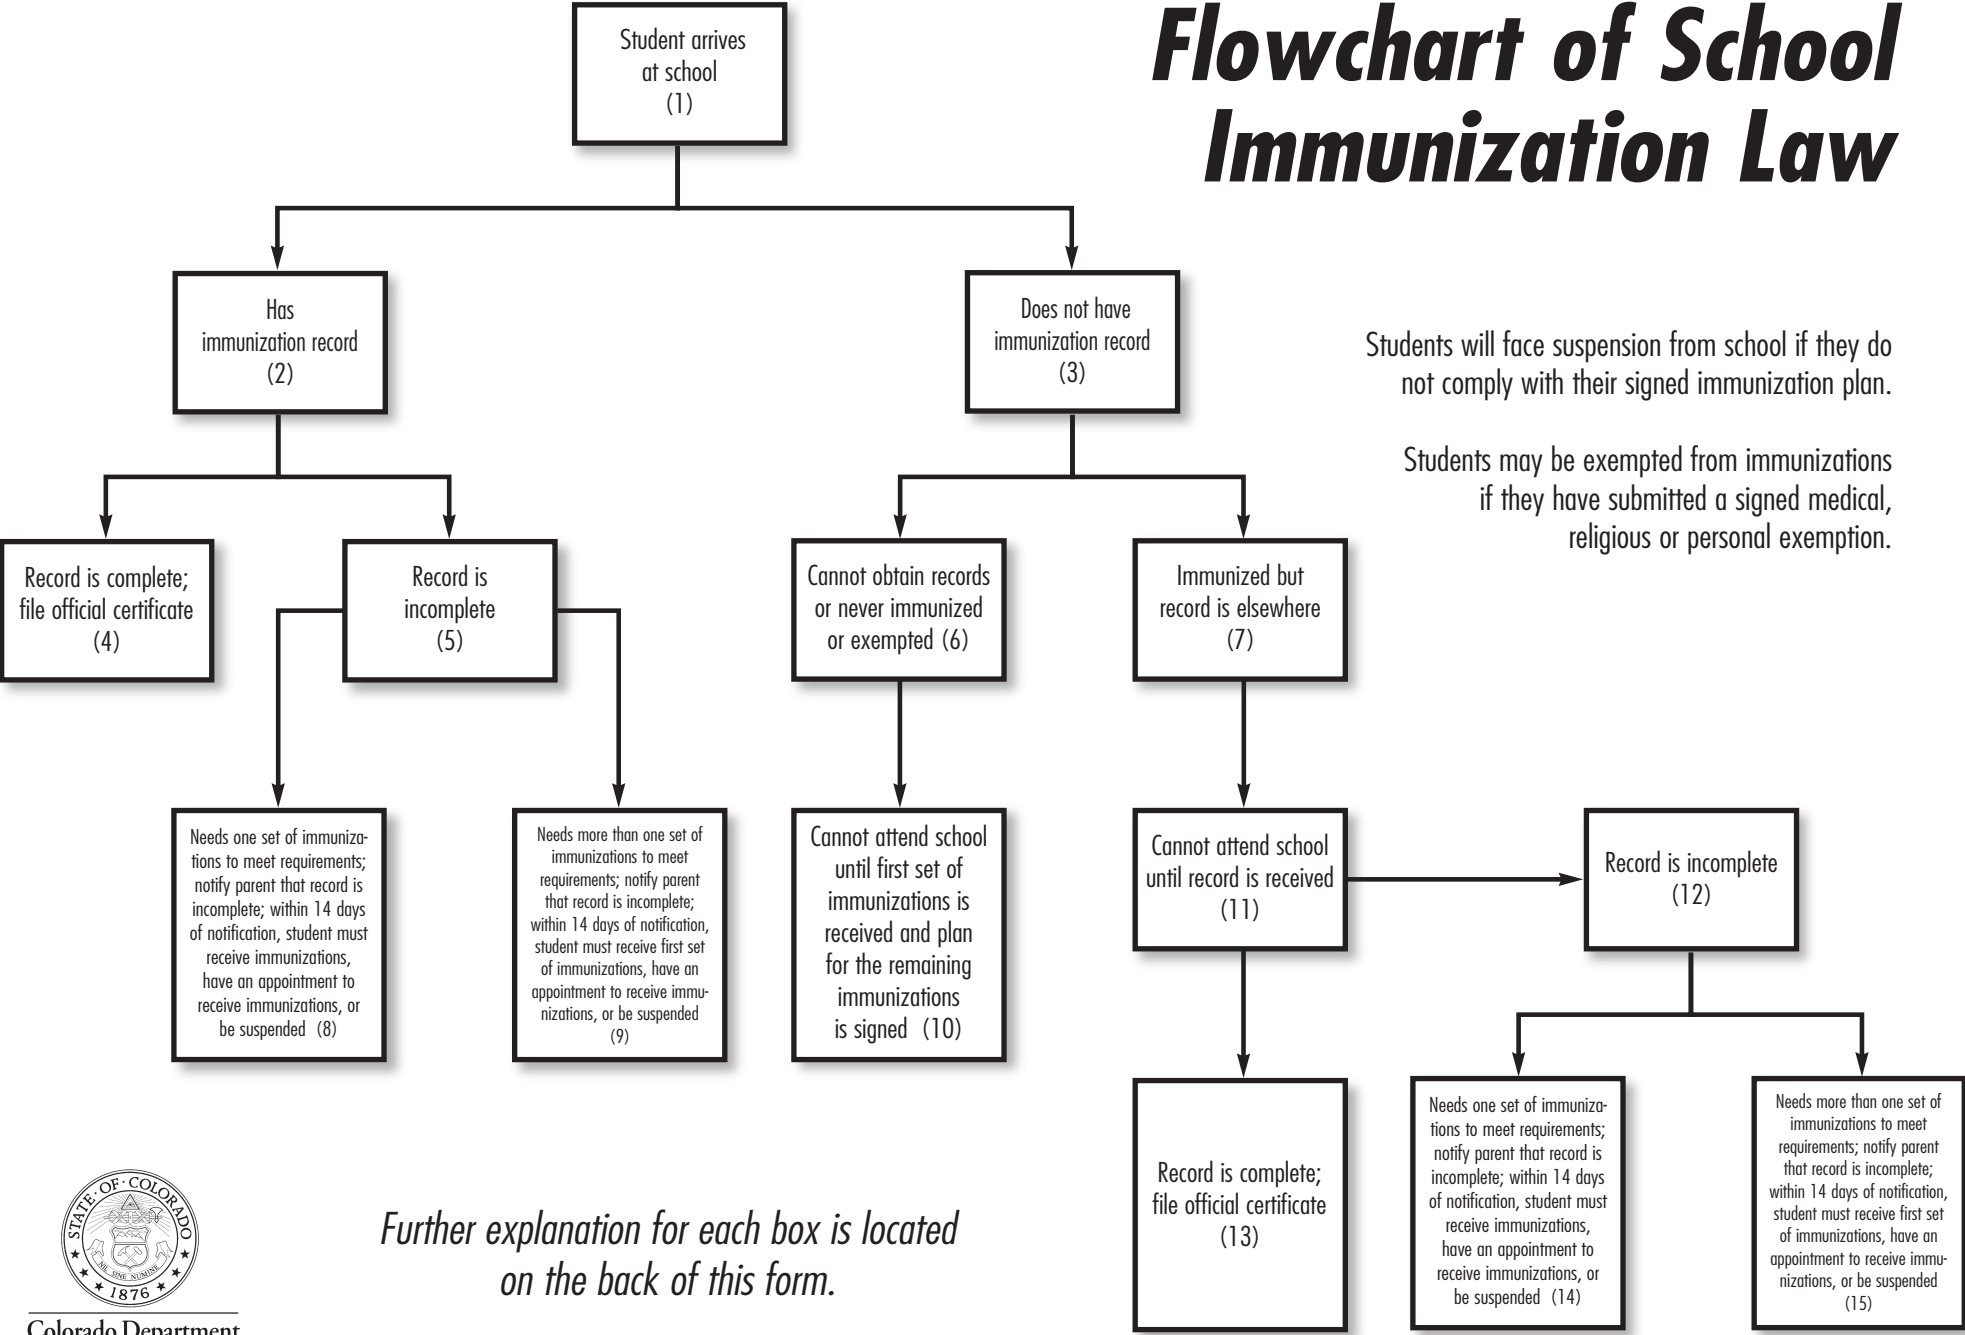 Flowchart of School
Immunization Law
Student arrives
at school
(1)
Has
immunization record
(2)
Does not have
immunization record
(3)
Students will face suspension from school if they do
not comply with their signed immunization plan.
Students may be exempted from immunizations
if they have submitted a signed medical,
religious or personal exemption.
Record is complete;
file official certificate
(4)
Record is
incomplete
(5)
Cannot obtain records
or never immunized
or exempted (6)
Immunized but
record is elsewhere
(7)
Needs one set of immuniza-
tions to meet requirements;
notify parent that record is
incomplete; within 14 days
of notification, student must
receive immunizations,
have an appointment to
receive immunizations, or
be suspended (8)
Needs more than one set of
immunizations to meet
requirements; notify parent
that record is incomplete;
within 14 days of notification,
student must receive first set
of immunizations, have an
appointment to receive immu-
nizations, or be suspended
(9)
Cannot attend school
until first set of
immunizations is
received and plan
for the remaining
immunizations
is signed (10)
Cannot attend school
until record is received
(11)
Record is incomplete
(12)
Record is complete;
file official certificate
(13)
Needs one set of immuniza-
tions to meet requirements;
notify parent that record is
incomplete; within 14 days
of notification, student must
receive immunizations,
have an appointment to
receive immunizations, or
be suspended (14)
Needs more than one set of
immunizations to meet
requirements; notify parent
that record is incomplete;
within 14 days of notification,
student must receive first set
of immunizations, have an
appointment to receive immu-
nizations, or be suspended
(15)
Further explanation for each box is located
on the back of this form.
STATE·OF·COLORADO
NIL SINE NUMINE
1876
Colorado Department